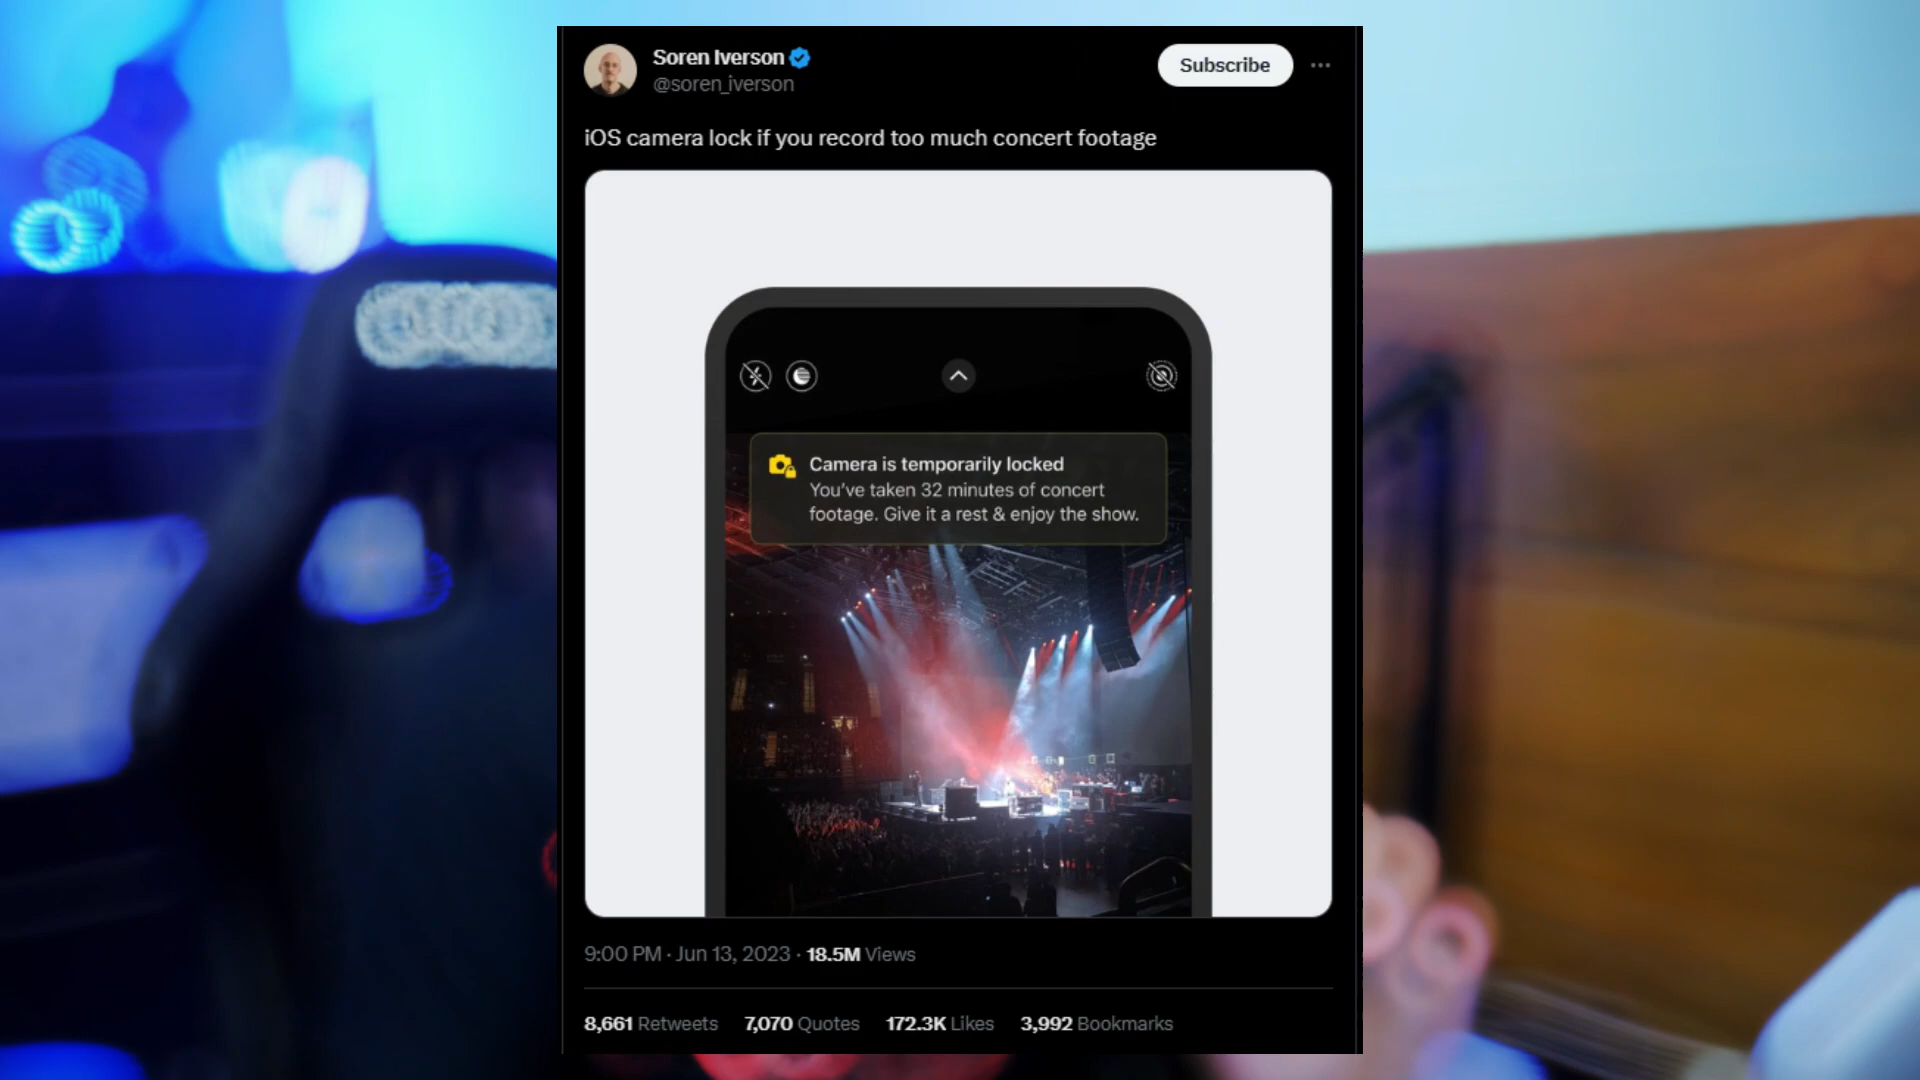 Soren Iverson
@soren_iverson
Subscribe
iOS camera lock if you record too much concert footage
Camera is temporarily locked
You've taken 32 minutes of concert
footage. Give it a rest & enjoy the show.
9:00 PM · Jun 13, 2023 · 18.5M Views
8,661 Retweets 7,070 Quotes 172.3K Likes 3,992 Bookmarks